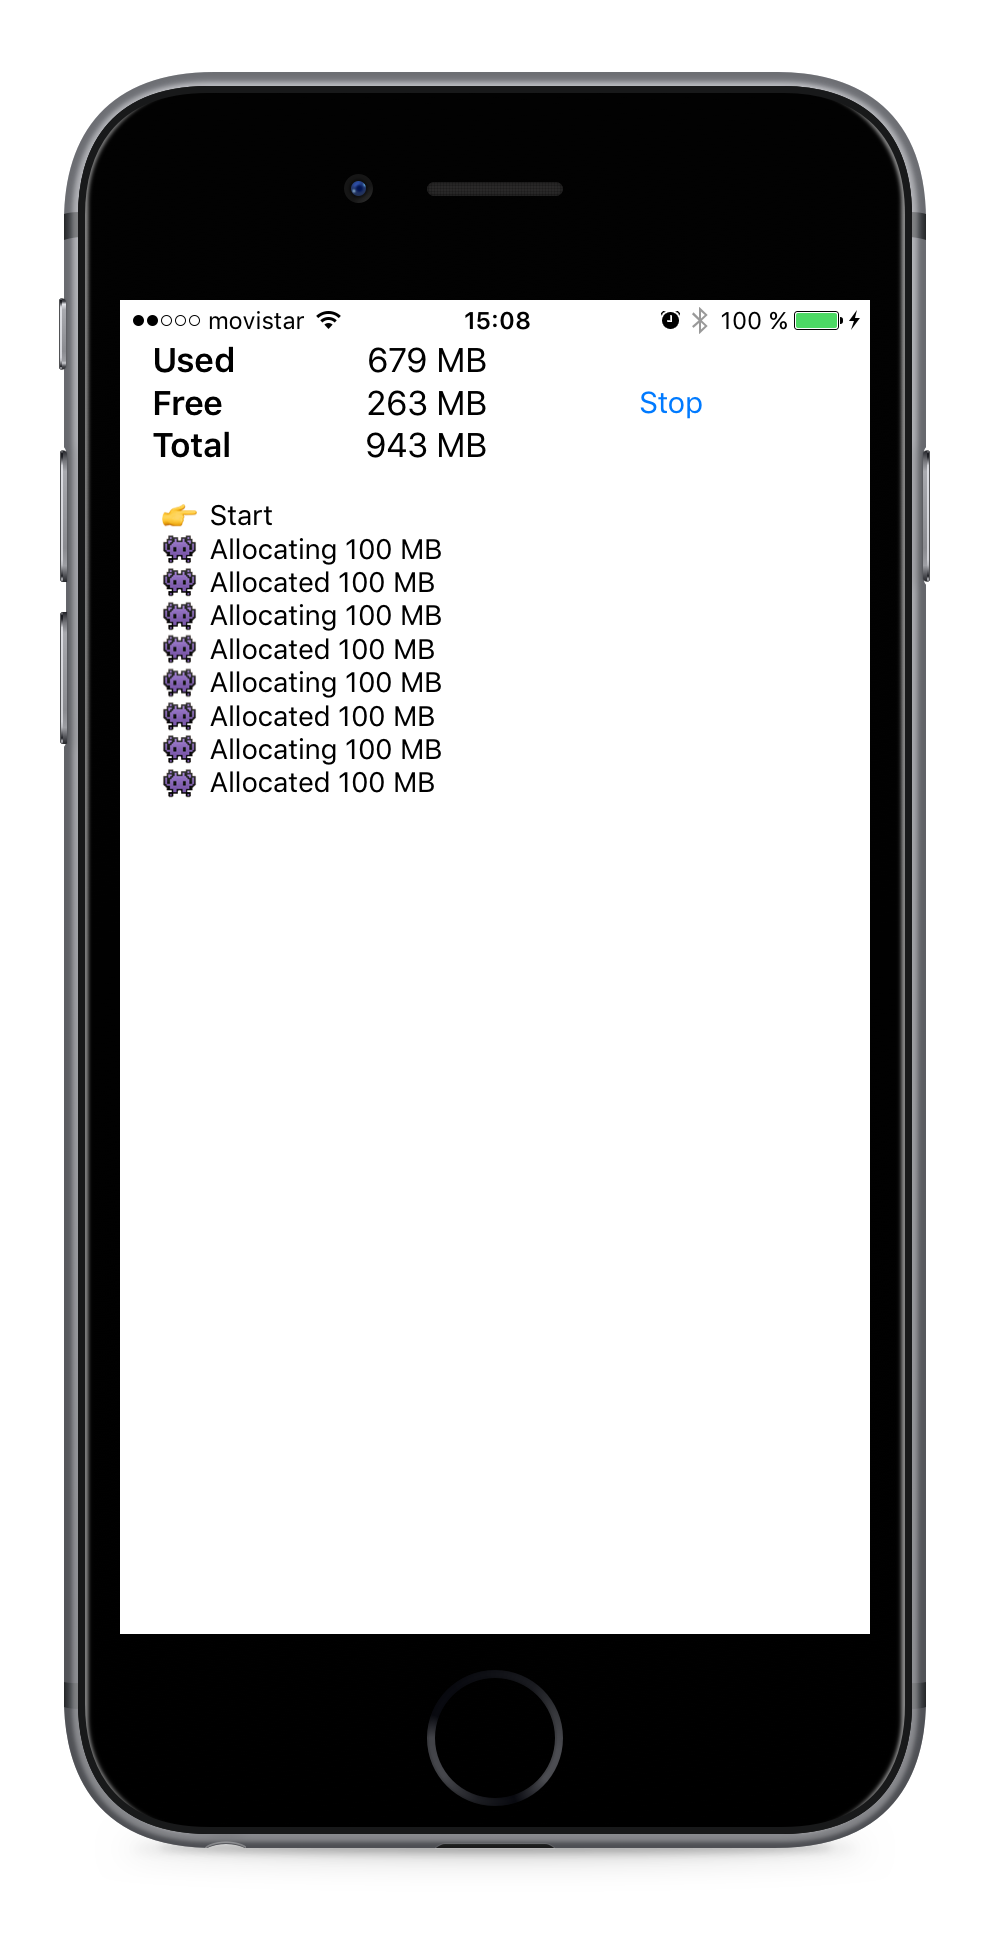 movistar 15:08 100 %
Used 679 MB
Free 263 MB Stop
Total 943 MB
👉 Start
👾 Allocating 100 MB
👾 Allocated 100 MB
👾 Allocating 100 MB
👾 Allocated 100 MB
👾 Allocating 100 MB
👾 Allocated 100 MB
👾 Allocating 100 MB
👾 Allocated 100 MB